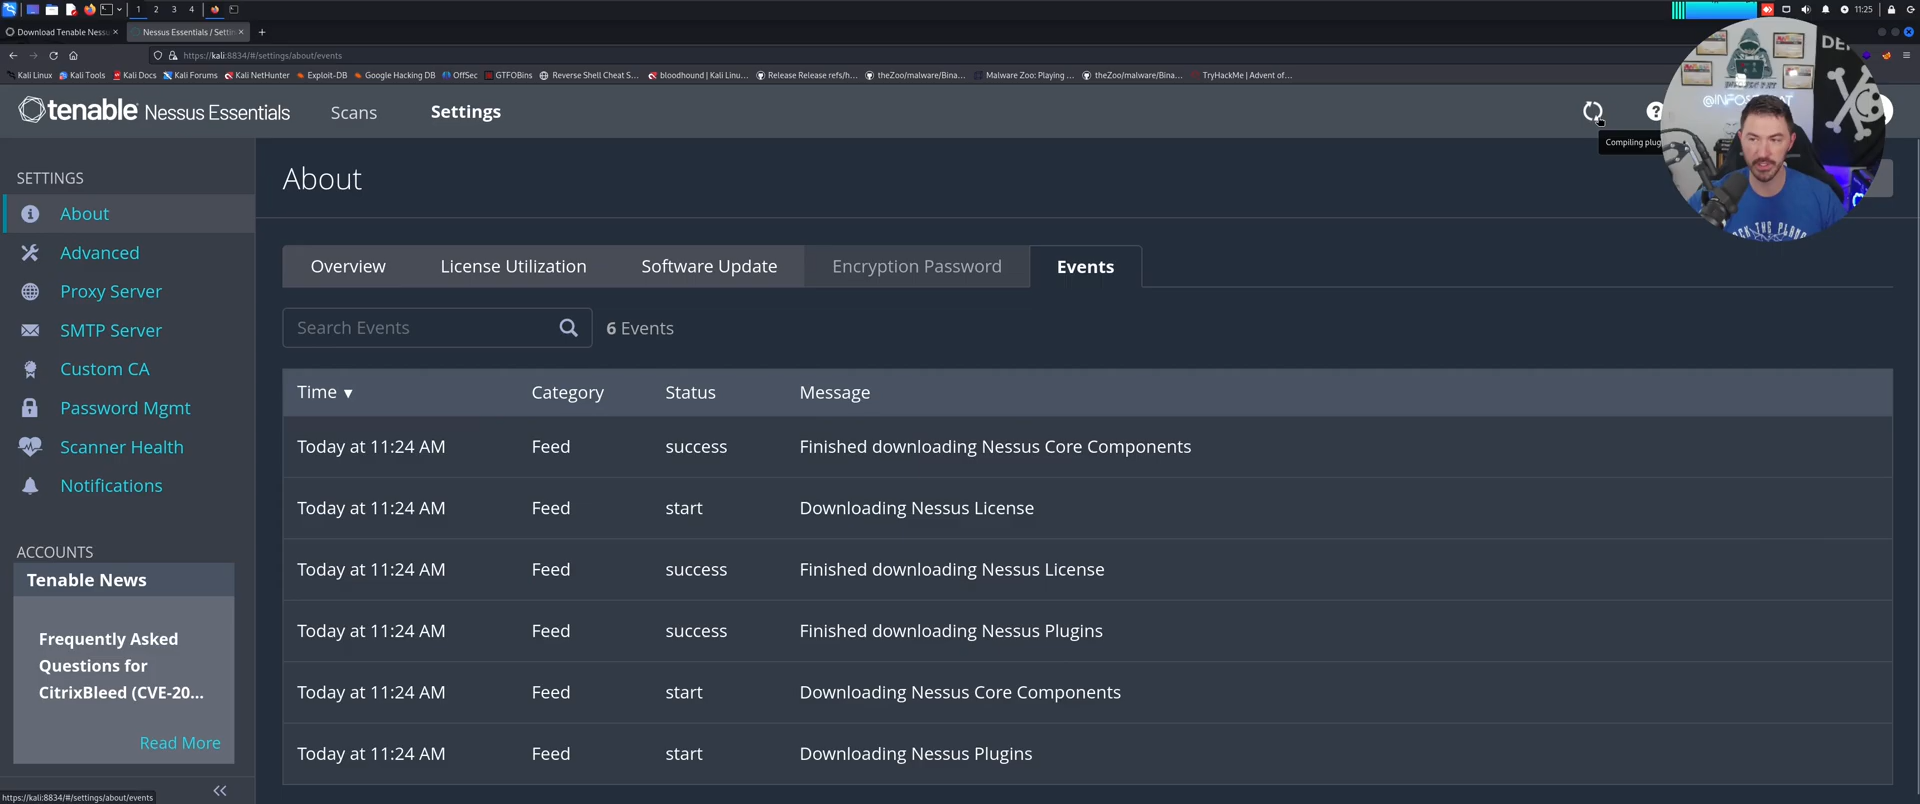 1 2 3 4
11:25
Download Tenable Ness
Nessus Essentials / Setti
https://kali:8834/#/settings/about/events
Kali Linux Kali Tools Kali Docs Kali Forums Kali NetHunter Exploit-DB Google Hacking DB OffSec GTFOBins Reverse Shell Cheat S... bloodhound | Kali Linu... Release Release refs/h... theZoo/malware/Bina... Malware Zoo: Playing ... theZoo/malware/Bina... TryHackMe | Advent of...
tenable Nessus Essentials Scans Settings
Compiling plug
SETTINGS
About
Advanced
Proxy Server
SMTP Server
Custom CA
Password Mgmt
Scanner Health
Notifications
ACCOUNTS
Tenable News
Frequently Asked
Questions for
CitrixBleed (CVE-20...
Read More
About
Overview License Utilization Software Update Encryption Password Events
Search Events 6 Events
Time ▼ Category Status Message
Today at 11:24 AM Feed success Finished downloading Nessus Core Components
Today at 11:24 AM Feed start Downloading Nessus License
Today at 11:24 AM Feed success Finished downloading Nessus License
Today at 11:24 AM Feed success Finished downloading Nessus Plugins
Today at 11:24 AM Feed start Downloading Nessus Core Components
Today at 11:24 AM Feed start Downloading Nessus Plugins
https://kali:8834/#/settings/about/events